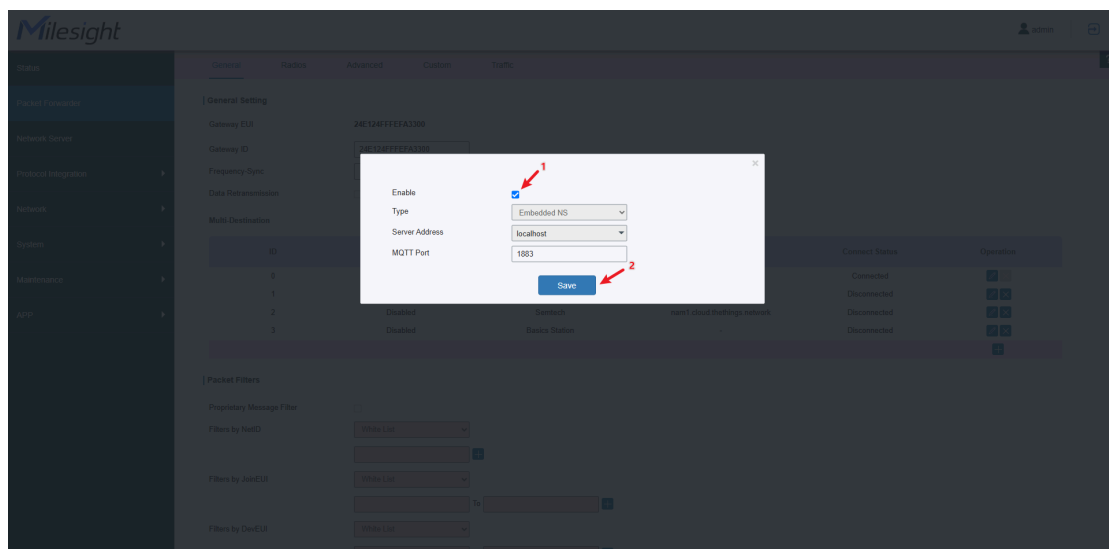 Milesight
admin
Status
General Radios Advanced Custom Traffic
Packet Forwarder
General Setting
Gateway EUI 24E124FFFEFA3300
Network Server
Gateway ID 24E124FFFEFA3300
Protocol Integration
Frequency-Sync
Data Retransmission
Network
Multi-Destination
System
ID Connect Status Operation
Maintenance
0 Connected
1 Disconnected
APP
2 Disabled Semtech nam1.cloud.thethings.network Disconnected
3 Disabled Basics Station - Disconnected
1
Enable
Type Embedded NS
Server Address localhost
MQTT Port 1883
2
Save
Packet Filters
Proprietary Message Filter
Filters by NetID White List
Filters by JoinEUI White List
To
Filters by DevEUI White List